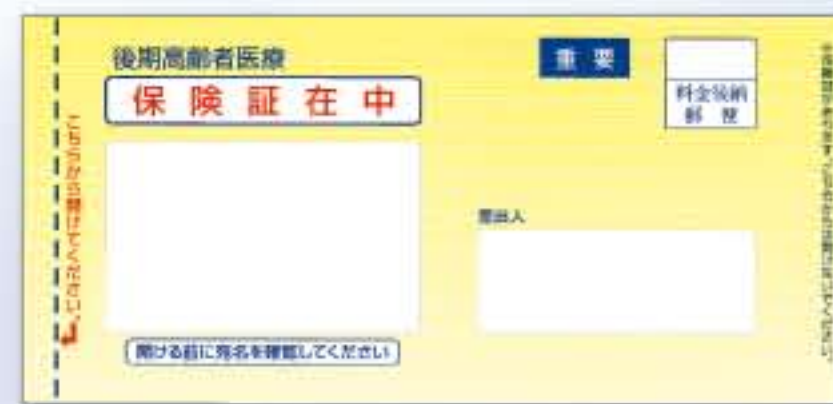 後期高齢者医療
保険証在中
重要
料金後納
郵便
こちらから開けてください。
差出人
開ける前に宛名を確認してください